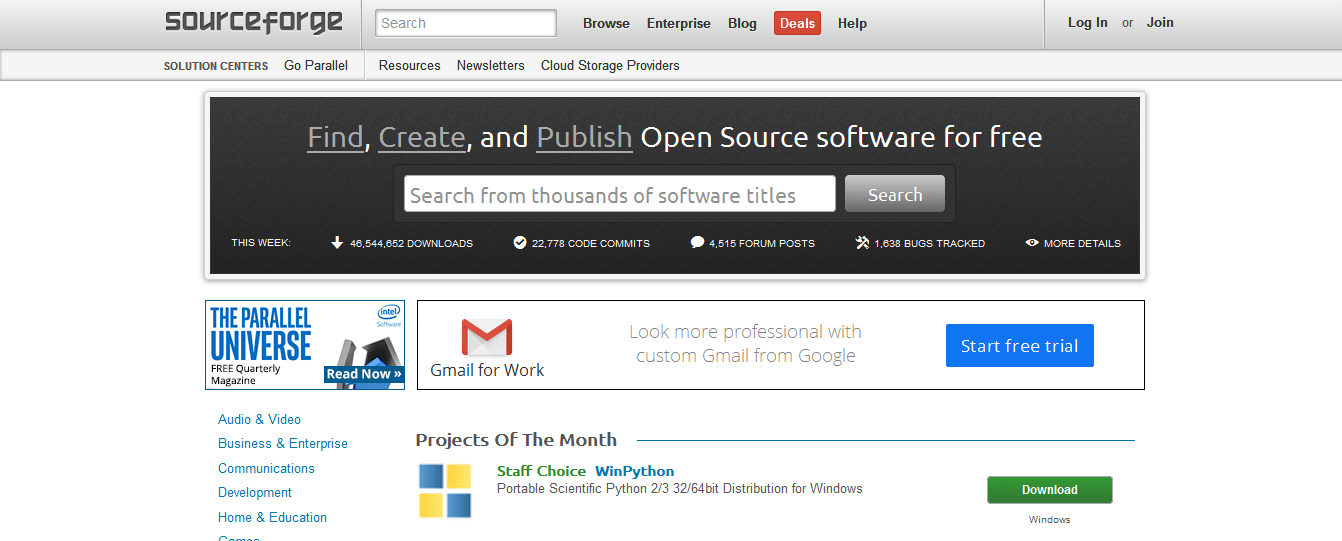 sourceforge
Search
Browse Enterprise Blog Deals Help
Log In or Join
SOLUTION CENTERS Go Parallel Resources Newsletters Cloud Storage Providers
Find, Create, and Publish Open Source software for free
Search from thousands of software titles Search
THIS WEEK: 46,544,652 DOWNLOADS 22,778 CODE COMMITS 4,515 FORUM POSTS 1,638 BUGS TRACKED MORE DETAILS
THE PARALLEL
UNIVERSE
FREE Quarterly
Magazine
intel
Software
Read Now »
Gmail for Work
Look more professional with
custom Gmail from Google
Start free trial
Audio & Video
Business & Enterprise
Communications
Development
Home & Education
Games
Projects Of The Month
Staff Choice WinPython
Portable Scientific Python 2/3 32/64bit Distribution for Windows
Download
Windows